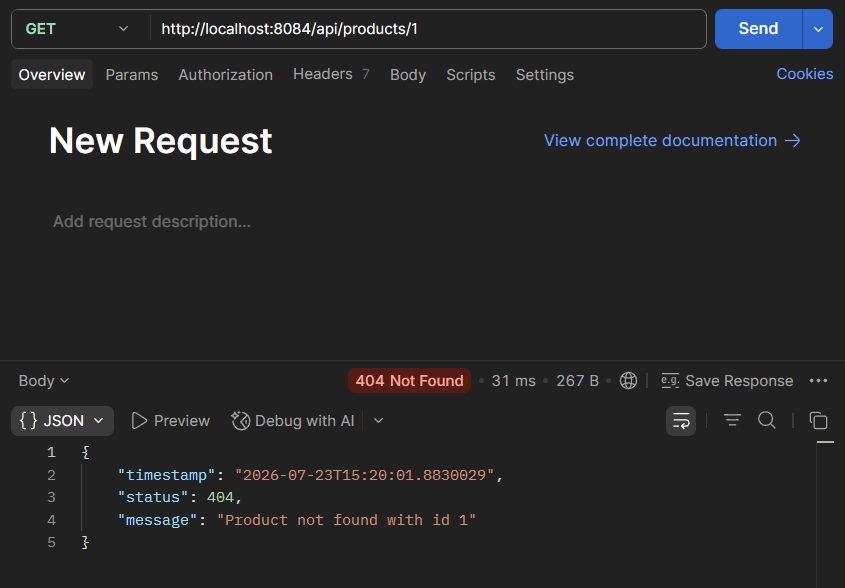 GET http://localhost:8084/api/products/1 Send
Overview Params Authorization Headers 7 Body Scripts Settings Cookies
New Request View complete documentation →
Add request description...
Body 404 Not Found • 31 ms • 267 B • e.g. Save Response •••
{} JSON Preview Debug with AI
1 {
2 "timestamp": "2026-07-23T15:20:01.8830029",
3 "status": 404,
4 "message": "Product not found with id 1"
5 }